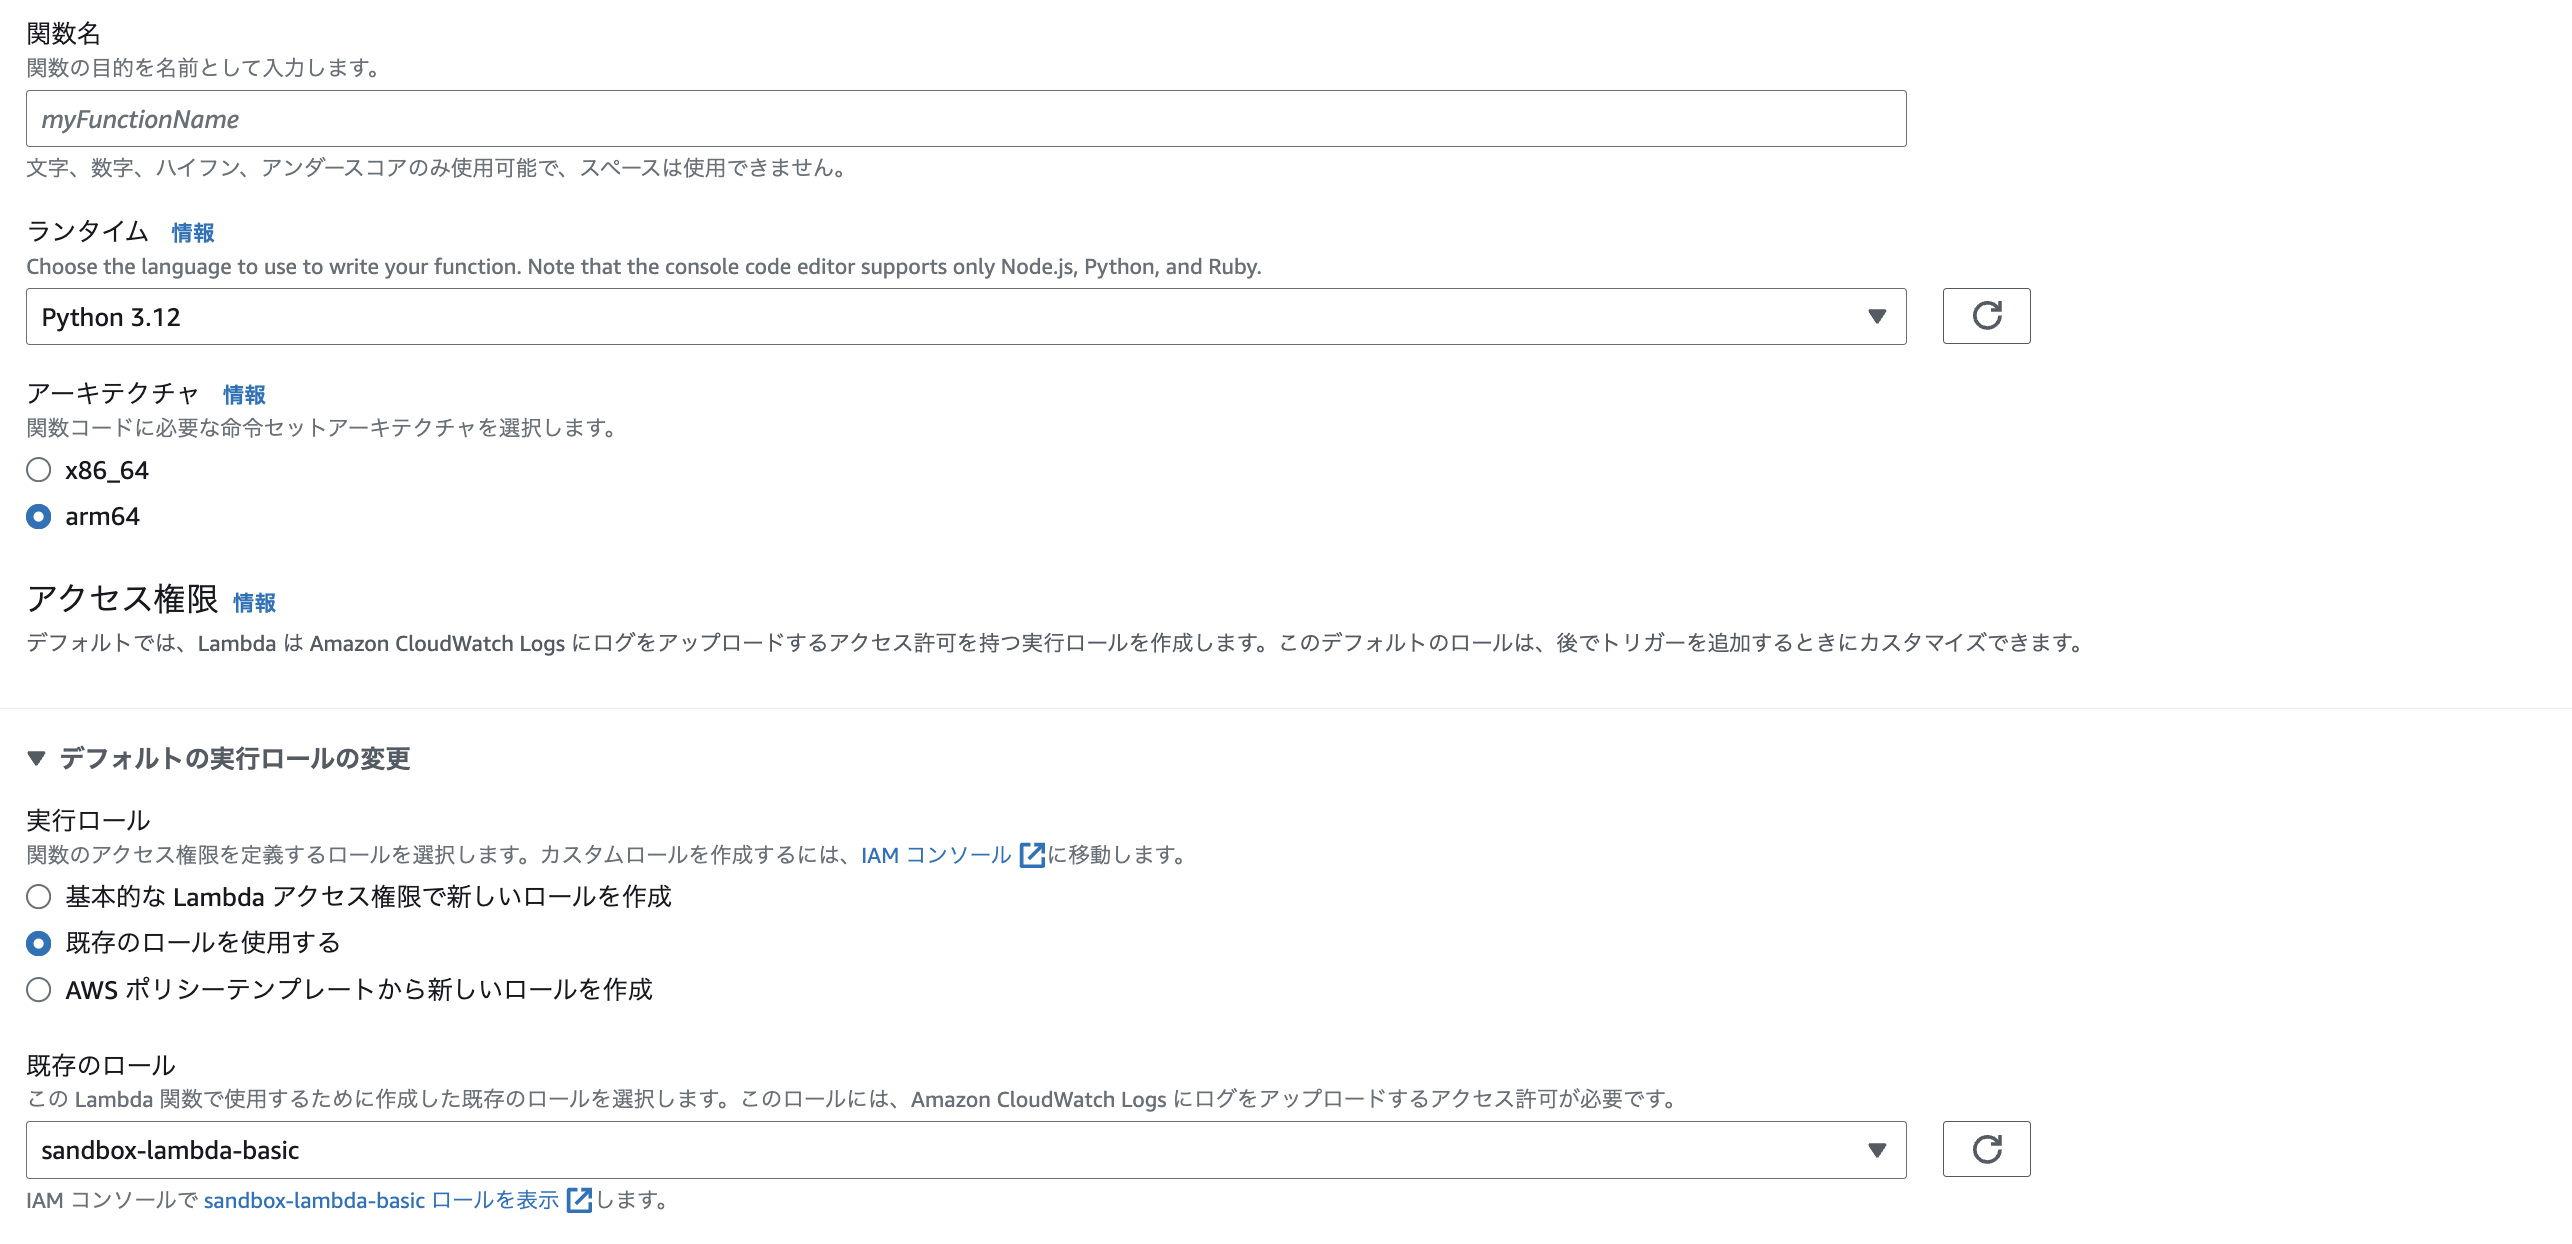 関数名
関数の目的を名前として入力します。
myFunctionName
文字、数字、ハイフン、アンダースコアのみ使用可能で、スペースは使用できません。
ランタイム 情報
Choose the language to use to write your function. Note that the console code editor supports only Node.js, Python, and Ruby.
Python 3.12
アーキテクチャ 情報
関数コードに必要な命令セットアーキテクチャを選択します。
x86_64
arm64
アクセス権限 情報
デフォルトでは、Lambda は Amazon CloudWatch Logs にログをアップロードするアクセス許可を持つ実行ロールを作成します。このデフォルトのロールは、後でトリガーを追加するときにカスタマイズできます。
デフォルトの実行ロールの変更
実行ロール
関数のアクセス権限を定義するロールを選択します。カスタムロールを作成するには、IAM コンソール に移動します。
基本的な Lambda アクセス権限で新しいロールを作成
既存のロールを使用する
AWS ポリシーテンプレートから新しいロールを作成
既存のロール
この Lambda 関数で使用するために作成した既存のロールを選択します。このロールには、Amazon CloudWatch Logs にログをアップロードするアクセス許可が必要です。
sandbox-lambda-basic
IAM コンソールで sandbox-lambda-basic ロールを表示 します。